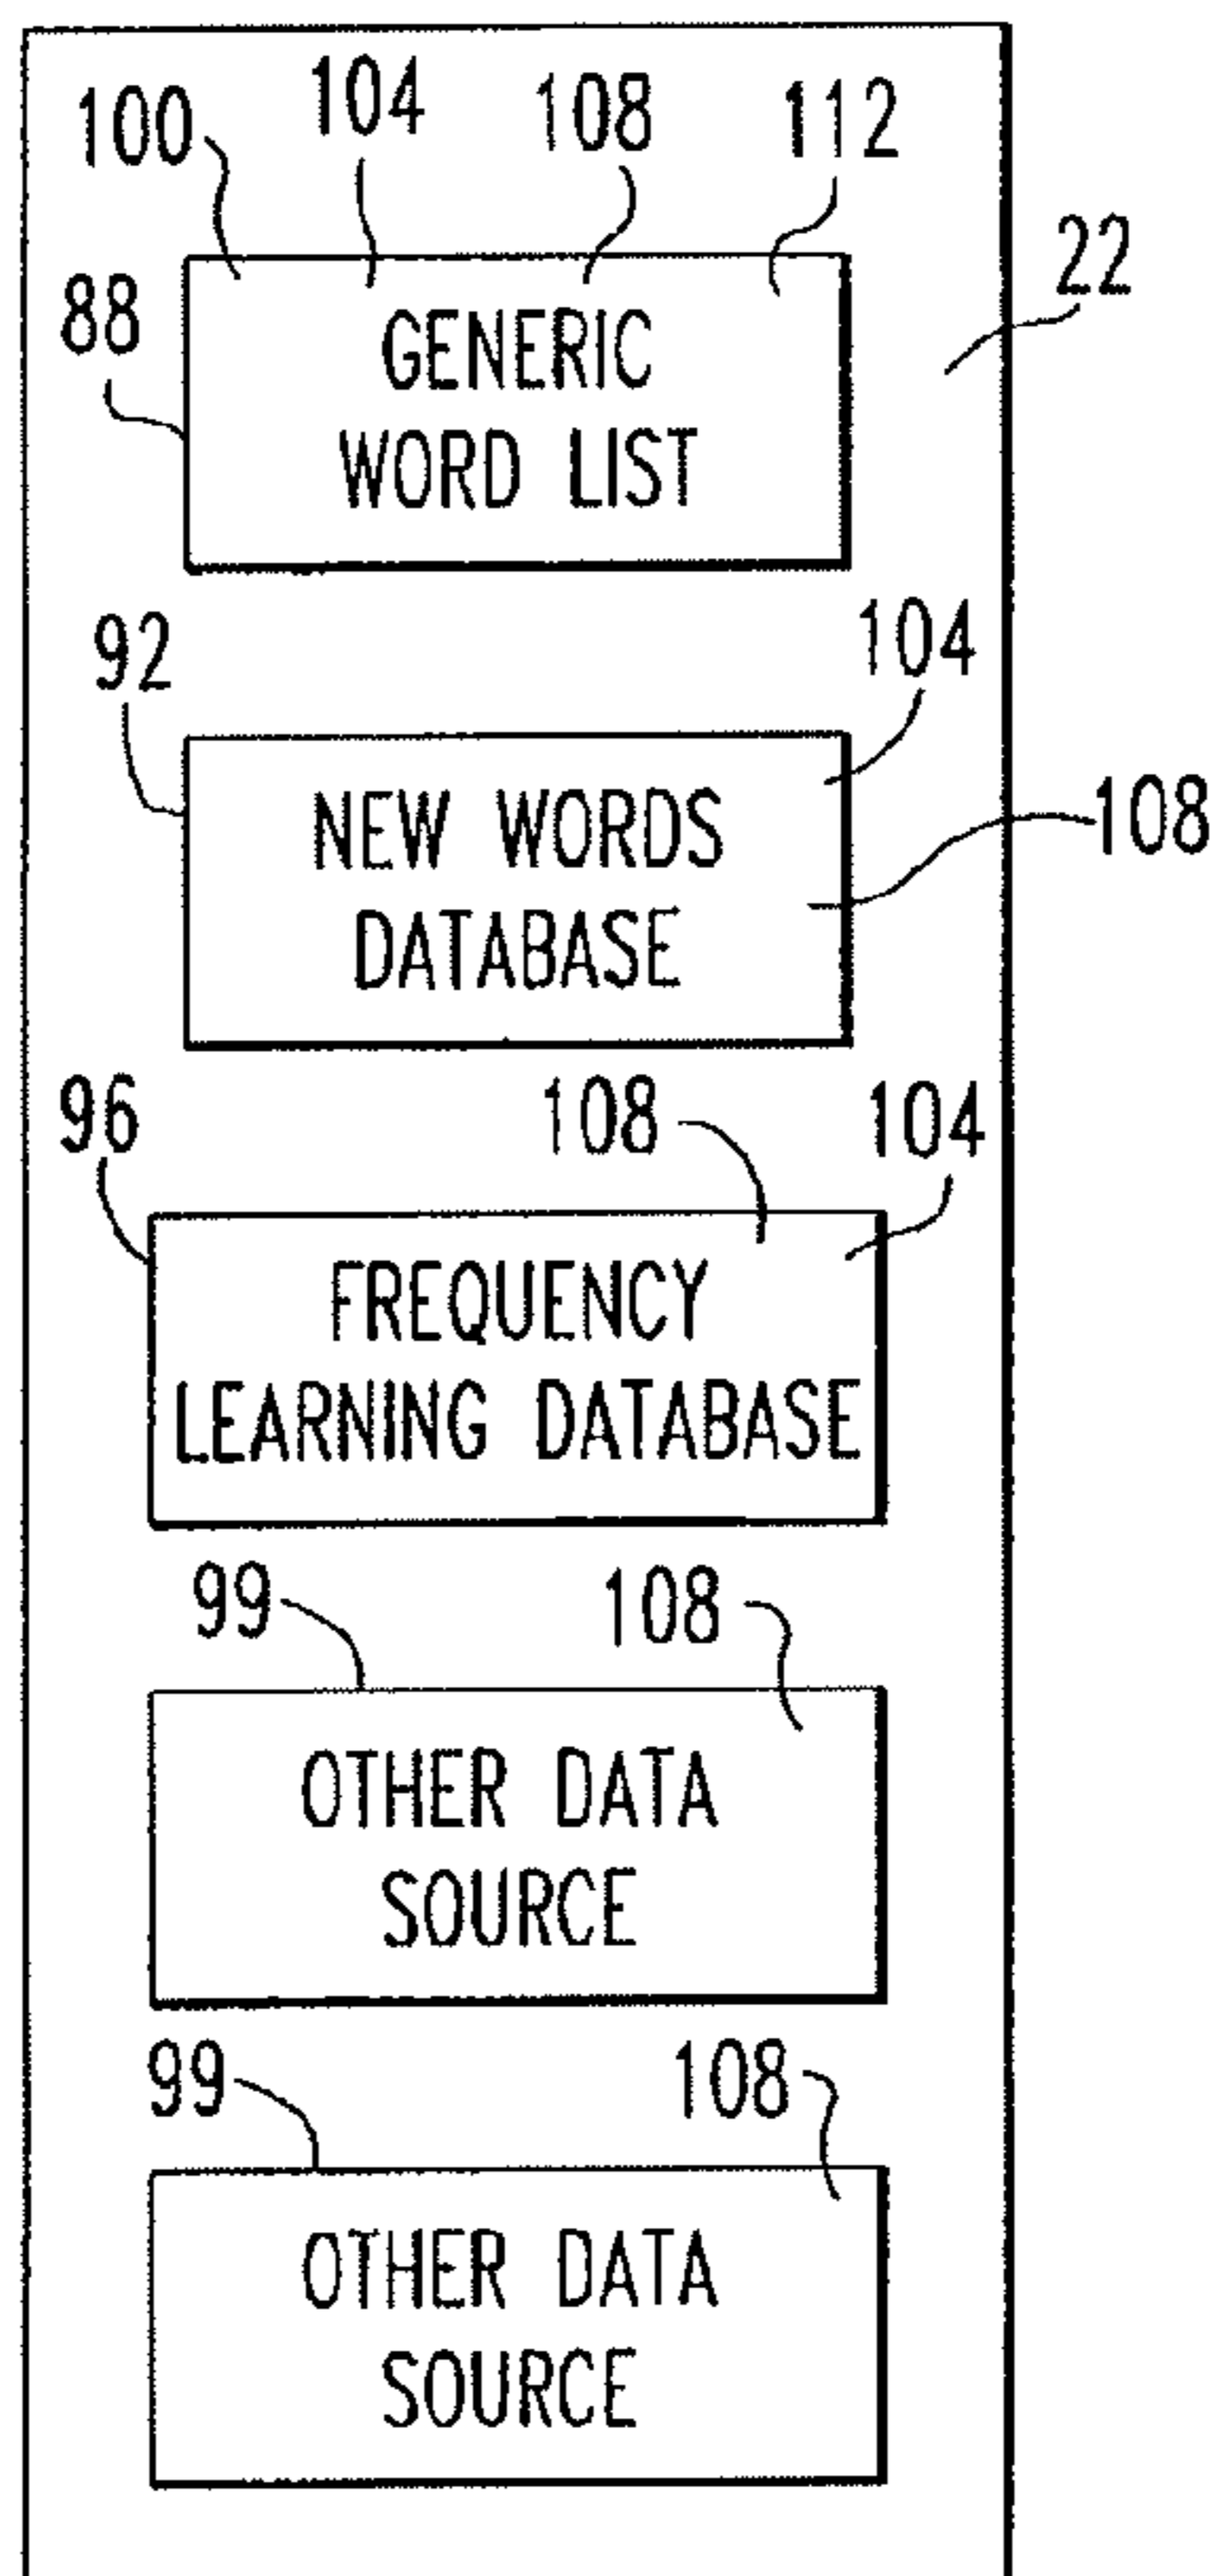 100 104 108 112
22
88
GENERIC
WORD LIST
92
104
NEW WORDS
108
DATABASE
96
108
104
FREQUENCY
LEARNING DATABASE
99
108
OTHER DATA
SOURCE
99
108
OTHER DATA
SOURCE